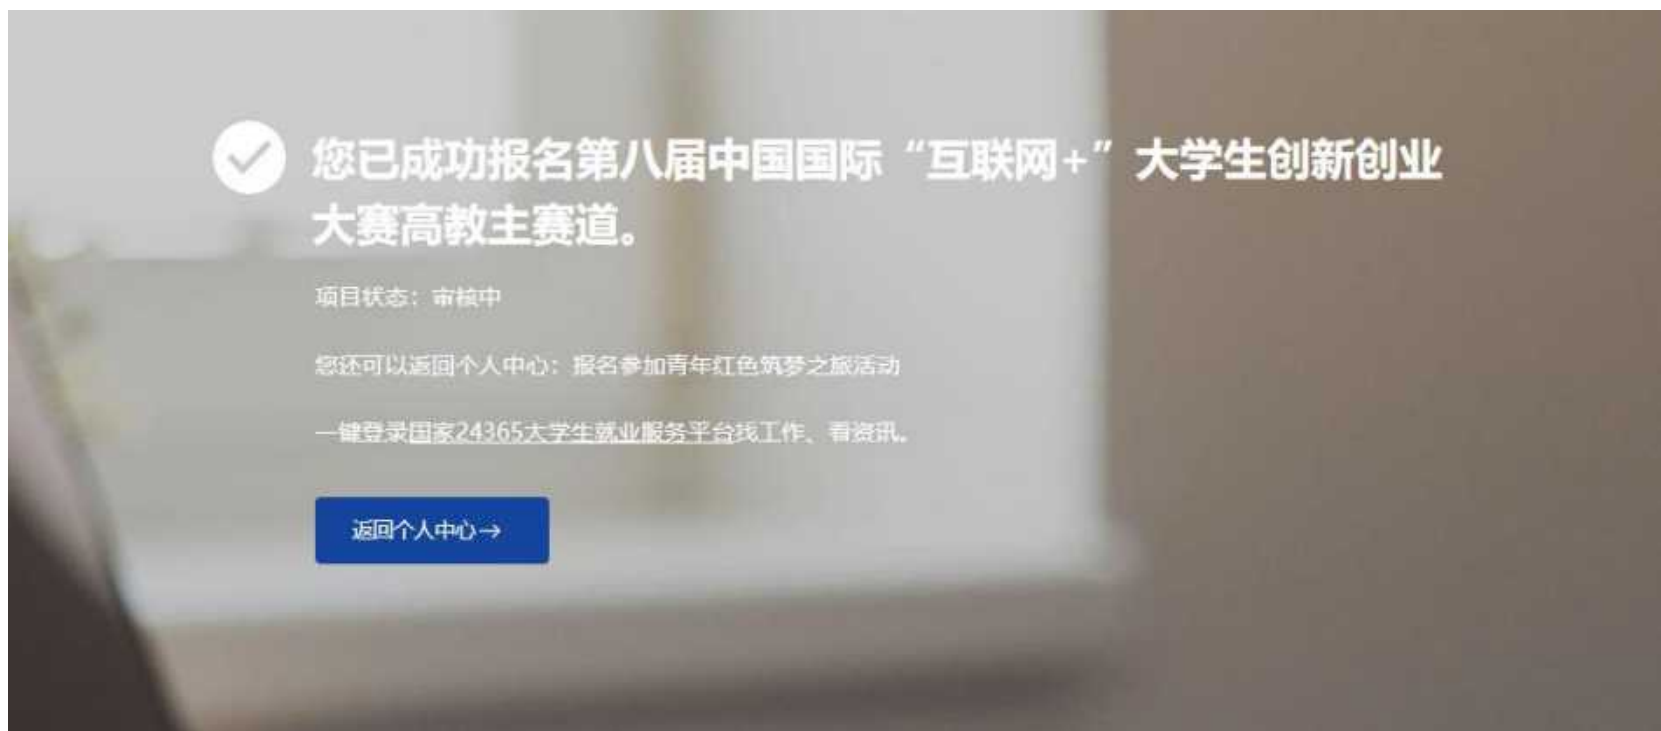 您已成功报名第八届中国国际“互联网+”大学生创新创业
大赛高教主赛道。
项目状态：审核中
您还可以返回个人中心：报名参加青年红色筑梦之旅活动
一键登录国家24365大学生就业服务平台找工作、看资讯。
返回个人中心→